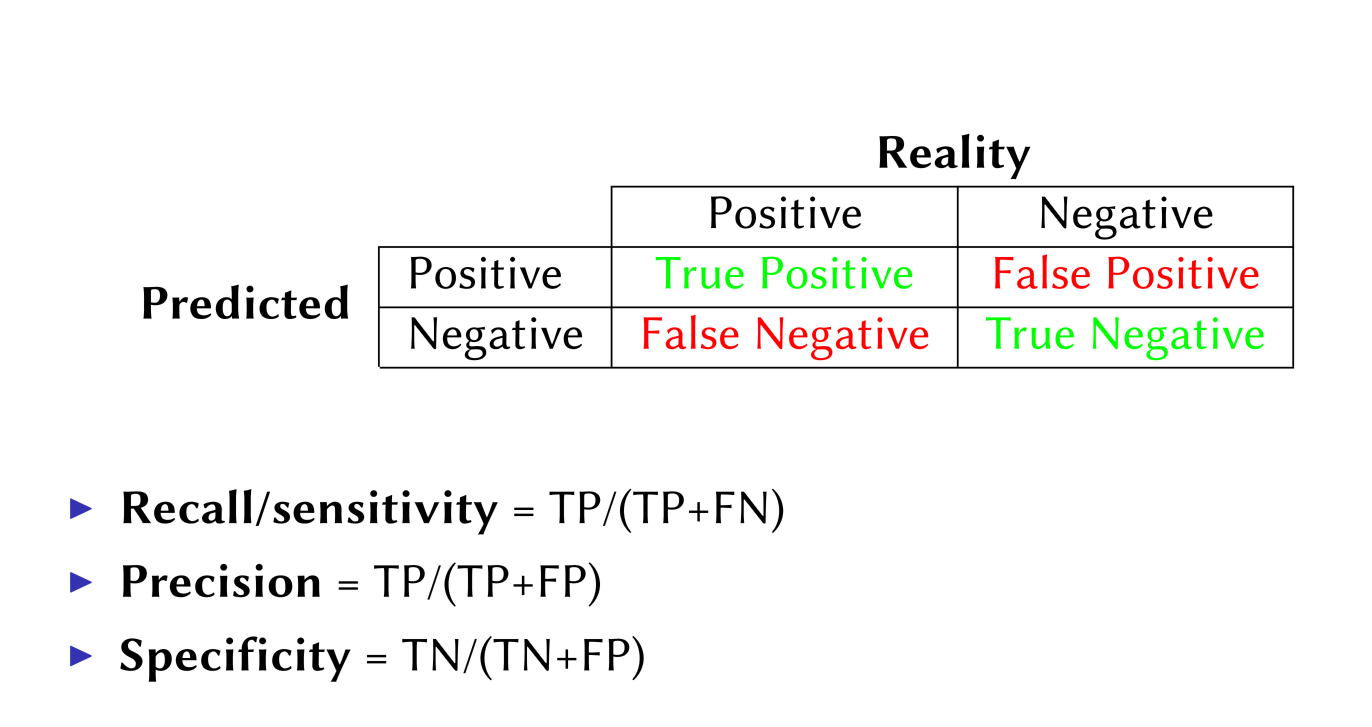 Reality
Positive Negative
Predicted
Positive True Positive False Positive
Negative False Negative True Negative
▶ Recall/sensitivity = TP/(TP+FN)
▶ Precision = TP/(TP+FP)
▶ Specificity = TN/(TN+FP)